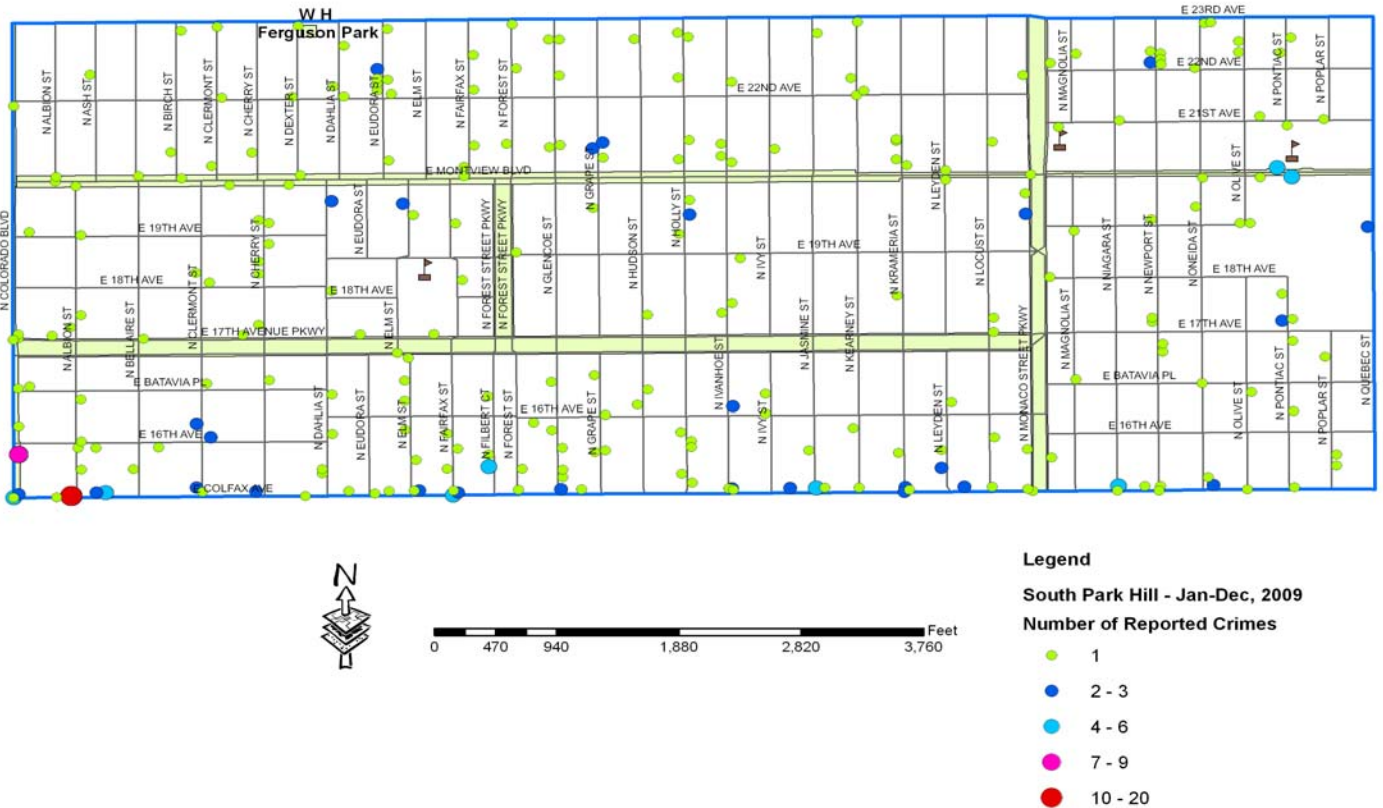 E 23RD AVE
W H
Ferguson Park
N ALBION ST
N ASH ST
N BIRCH ST
N CLERMONT ST
N CHERRY ST
N DEXTER ST
N DAHLIA ST
N EUDORA ST
N ELM ST
N FAIRFAX ST
N FOREST ST
E 22ND AVE
N MAGNOLIA ST
E 22ND AVE
N PONTIAC ST
N POPLAR ST
E 21ST AVE
E MONTVIEW BLVD
N GRAPE ST
N LEYDEN ST
N OLIVE ST
N COLORADO BLVD
E 19TH AVE
N CHERRY ST
N EUDORA ST
N FOREST STREET PKWY
N FOREST STREET PKWY
N GLENCOE ST
N HUDSON ST
N HOLLY ST
N IVY ST
E 19TH AVE
N KRAMERIA ST
N LOCUST ST
N NIAGARA ST
N NEWPORT ST
N ONEIDA ST
E 18TH AVE
N CLERMONT ST
E 18TH AVE
E 18TH AVE
N ALBION ST
N BELLAIRE ST
E 17TH AVENUE PKWY
N ELM ST
N JASMINE ST
N KEARNEY ST
N MONACO STREET PKWY
N MAGNOLIA ST
E 17TH AVE
E BATAVIA PL
N DAHLIA ST
N EUDORA ST
N ELM ST
N FAIRFAX ST
N FILBERT CT
N FOREST ST
E 16TH AVE
N GRAPE ST
N IVANHOE ST
N IVY ST
N LEYDEN ST
E BATAVIA PL
N OLIVE ST
N PONTIAC ST
N POPLAR ST
N QUEBEC ST
E 16TH AVE
E 16TH AVE
E COLFAX AVE
N
Feet
0 470 940 1,880 2,820 3,760
Legend
South Park Hill - Jan-Dec, 2009
Number of Reported Crimes
1
2 - 3
4 - 6
7 - 9
10 - 20